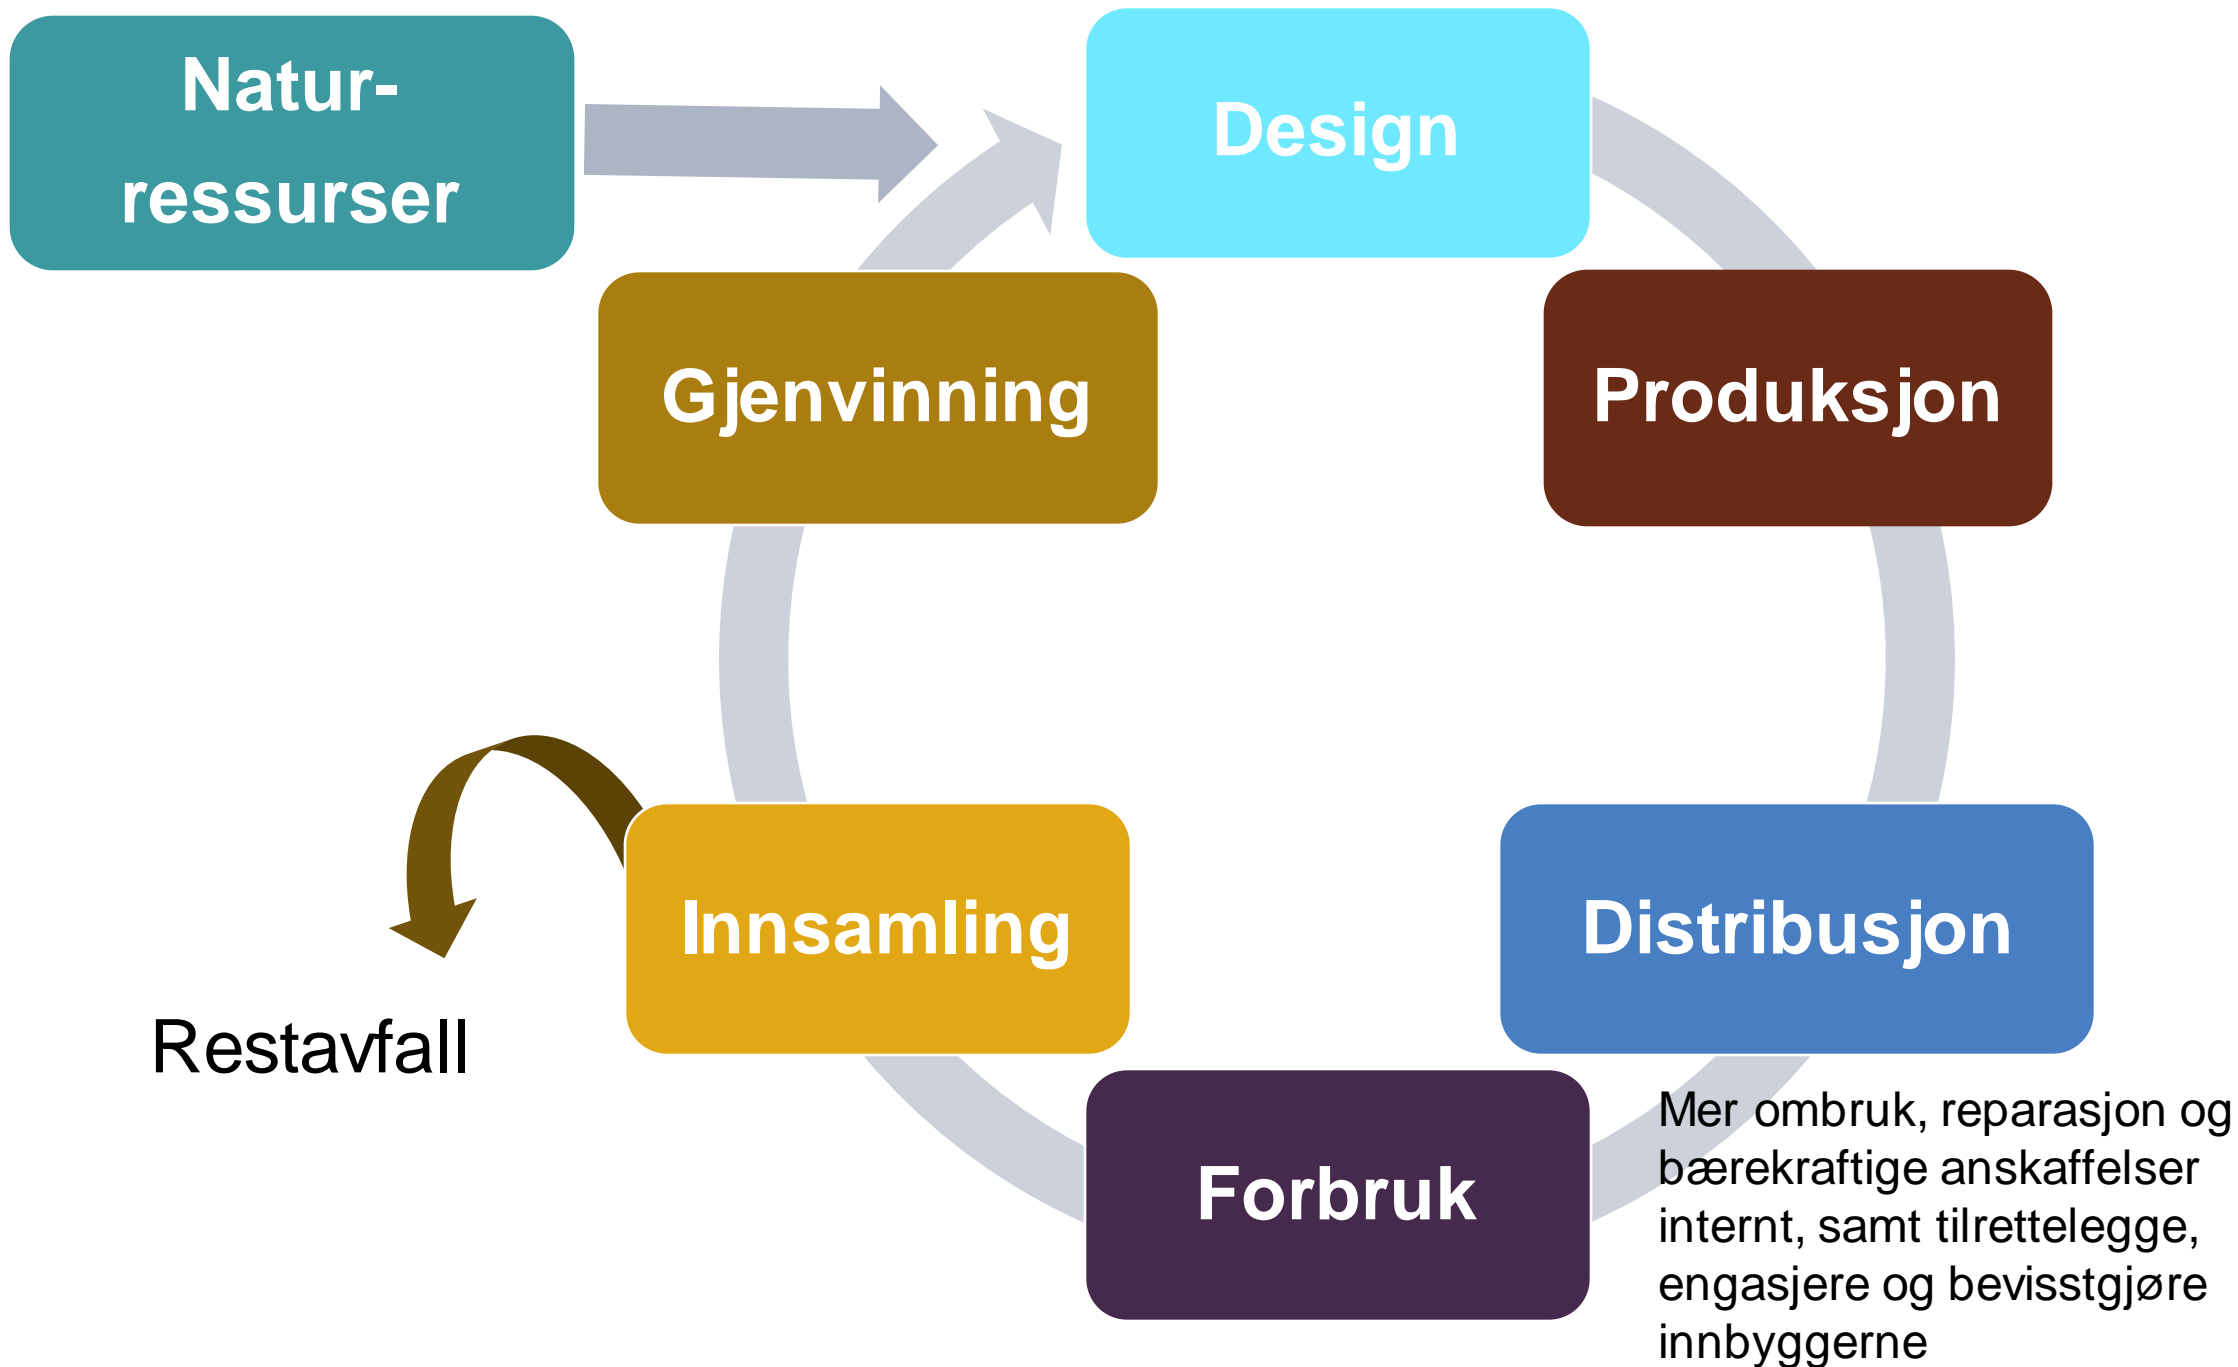 Natur-
ressurser
Design
Gjenvinning
Produksjon
Innsamling
Distribusjon
Restavfall
Forbruk
Mer ombruk, reparasjon og
bærekraftige anskaffelser
internt, samt tilrettelegge,
engasjere og bevisstgjøre
innbyggerne